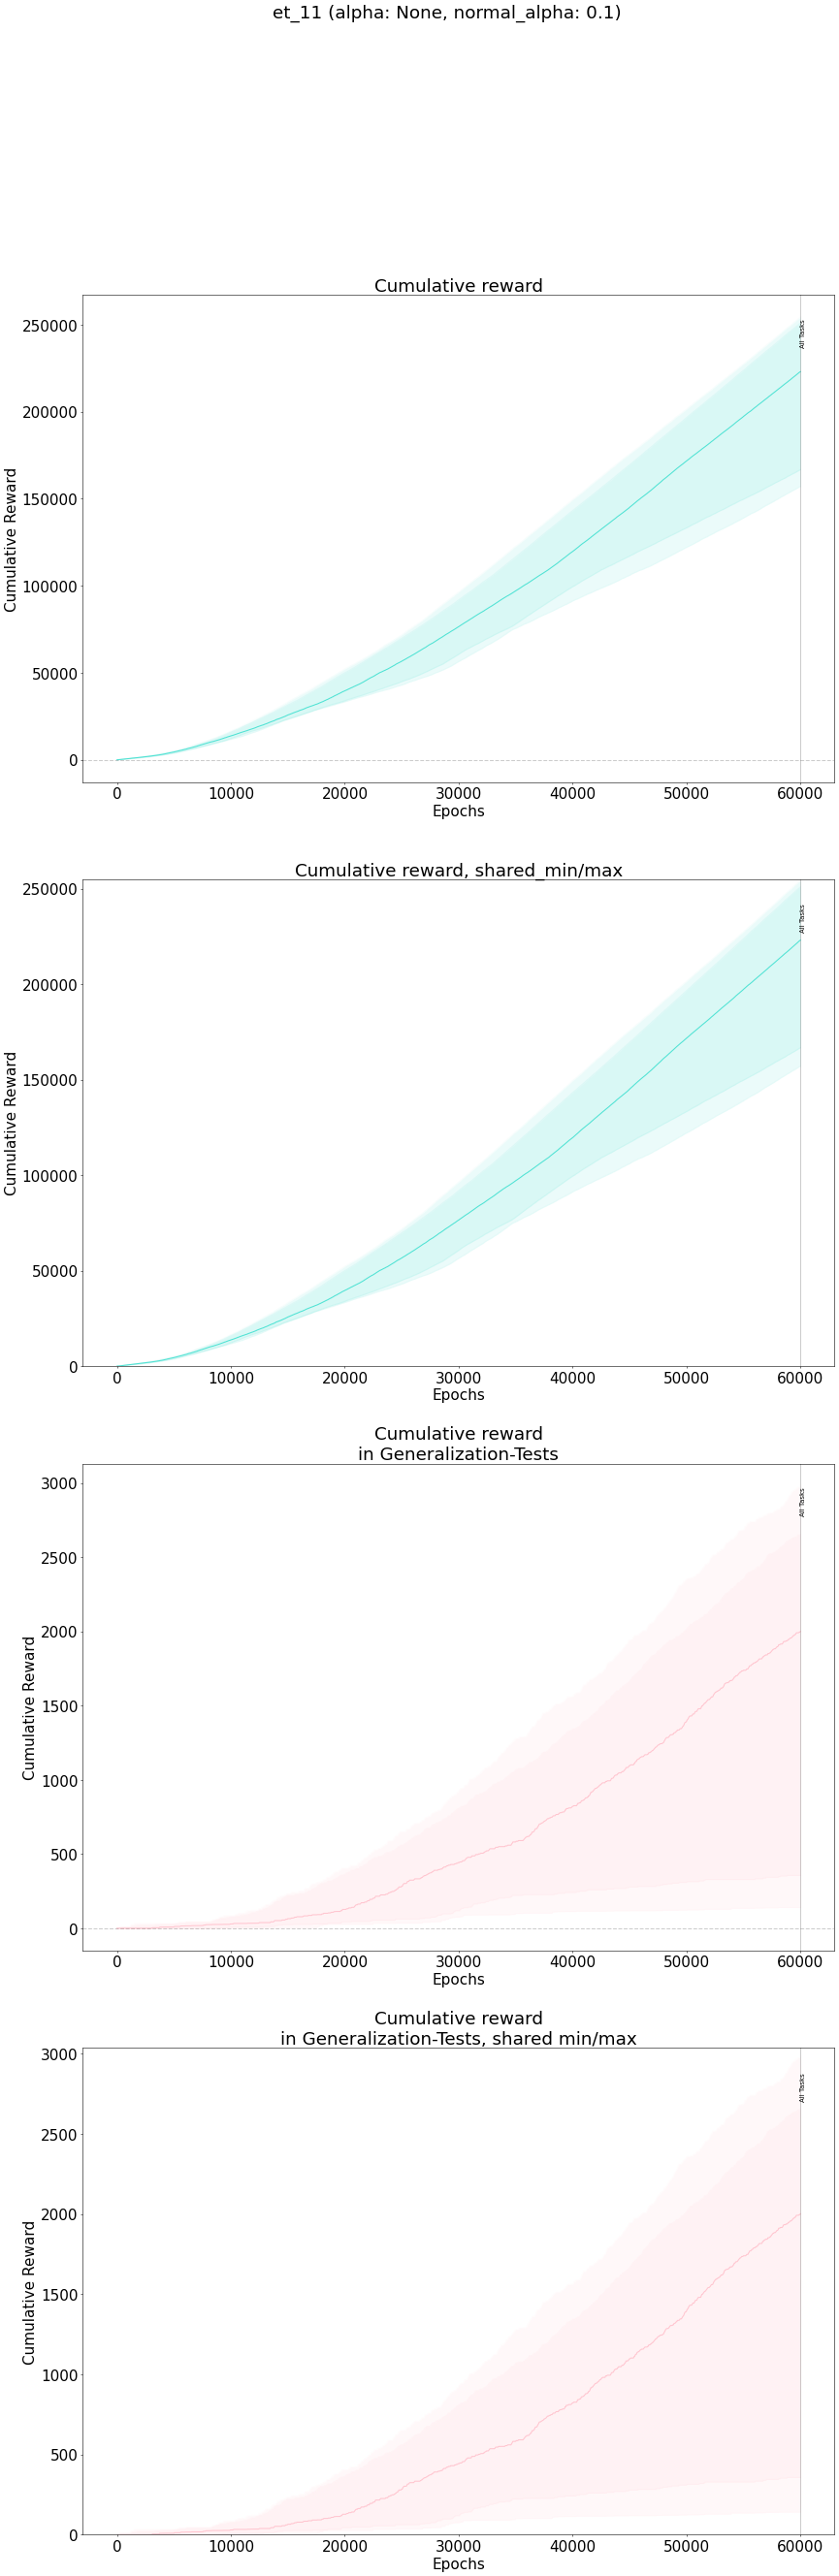 et_11 (alpha: None, normal_alpha: 0.1)
Cumulative reward
250000
200000
150000
100000
50000
0
Cumulative Reward
All Tasks
0 10000 20000 30000 40000 50000 60000
Epochs
Cumulative reward, shared_min/max
250000
200000
150000
100000
50000
0
Cumulative Reward
All Tasks
0 10000 20000 30000 40000 50000 60000
Epochs
Cumulative reward
in Generalization-Tests
3000
2500
2000
1500
1000
500
0
Cumulative Reward
All Tasks
0 10000 20000 30000 40000 50000 60000
Epochs
Cumulative reward
in Generalization-Tests, shared min/max
3000
2500
2000
1500
1000
500
0
Cumulative Reward
All Tasks
0 10000 20000 30000 40000 50000 60000
Epochs